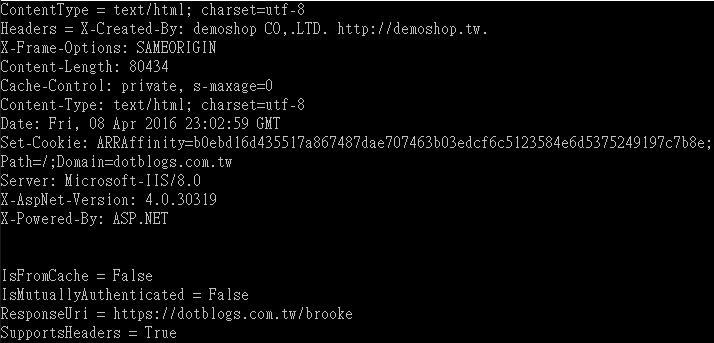 ContentType = text/html; charset=utf-8
Headers = X-Created-By: demoshop CO,.LTD. http://demoshop.tw.
X-Frame-Options: SAMEORIGIN
Content-Length: 80434
Cache-Control: private, s-maxage=0
Content-Type: text/html; charset=utf-8
Date: Fri, 08 Apr 2016 23:02:59 GMT
Set-Cookie: ARRAffinity=b0ebd16d435517a867487dae707463b03edcf6c5123584e6d5375249197c7b8e;
Path=/;Domain=dotblogs.com.tw
Server: Microsoft-IIS/8.0
X-AspNet-Version: 4.0.30319
X-Powered-By: ASP.NET
IsFromCache = False
IsMutuallyAuthenticated = False
ResponseUri = https://dotblogs.com.tw/brooke
SupportsHeaders = True